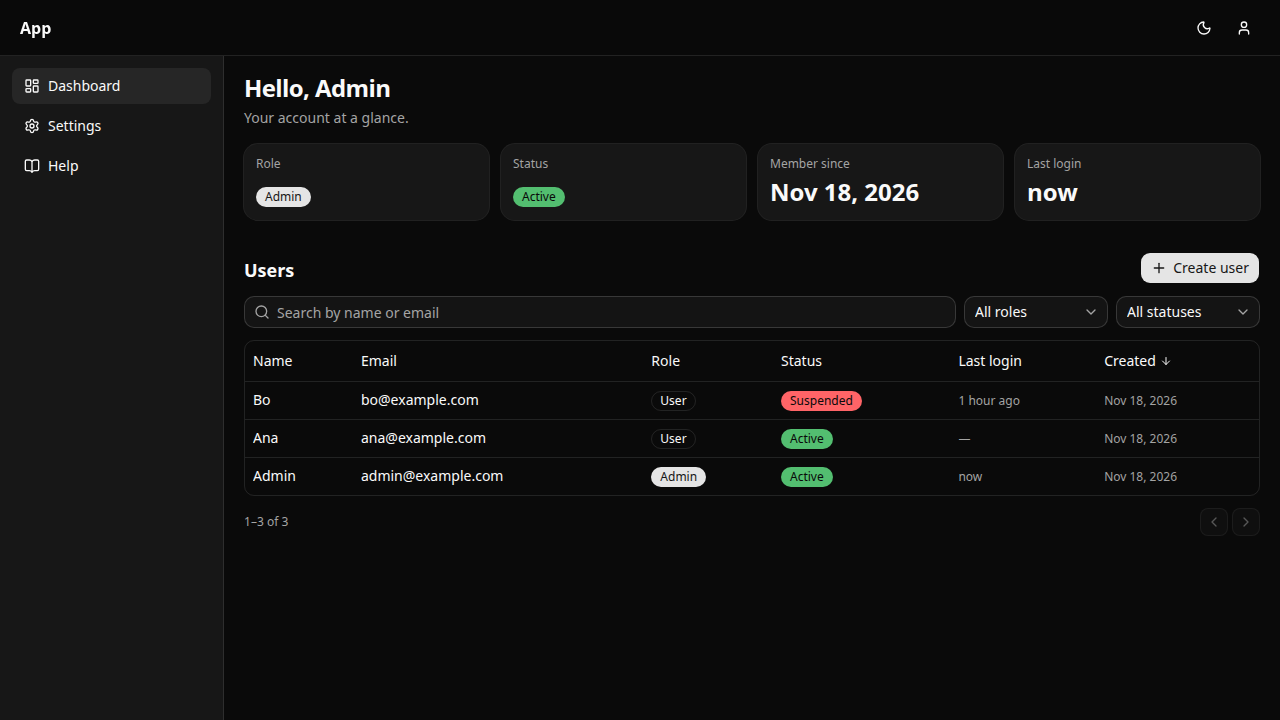 App
Dashboard
Settings
Help
Hello, Admin
Your account at a glance.
Role
Admin
Status
Active
Member since
Nov 18, 2026
Last login
now
Users
Create user
Search by name or email
All roles
All statuses
Name Email Role Status Last login Created
Bo bo@example.com User Suspended 1 hour ago Nov 18, 2026
Ana ana@example.com User Active — Nov 18, 2026
Admin admin@example.com Admin Active now Nov 18, 2026
1–3 of 3